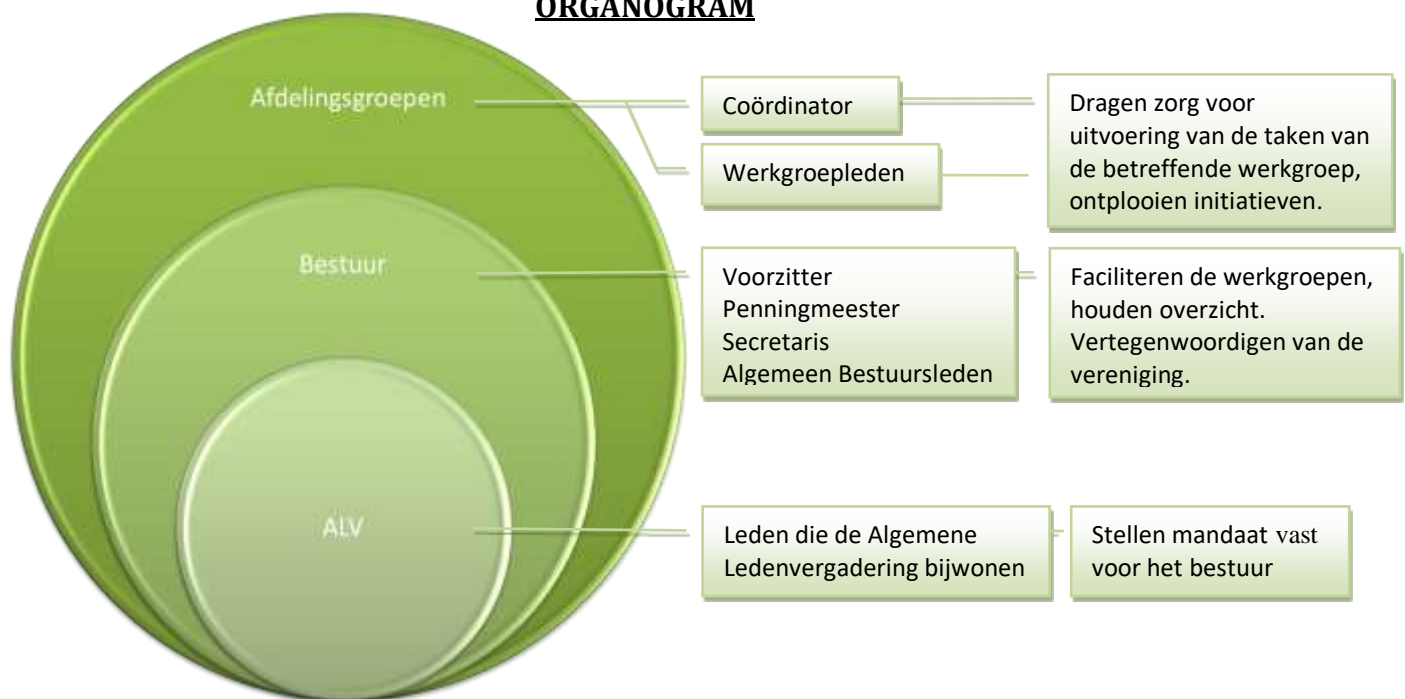 ORGANOGRAM
Afdelingsgroepen
Coördinator
Werkgroepleden
Dragen zorg voor
uitvoering van de taken van
de betreffende werkgroep,
ontplooien initiatieven.
Bestuur
Voorzitter
Penningmeester
Secretaris
Algemeen Bestuursleden
Faciliteren de werkgroepen,
houden overzicht.
Vertegenwoordigen van de
vereniging.
ALV
Leden die de Algemene
Ledenvergadering bijwonen
Stellen mandaat vast
voor het bestuur